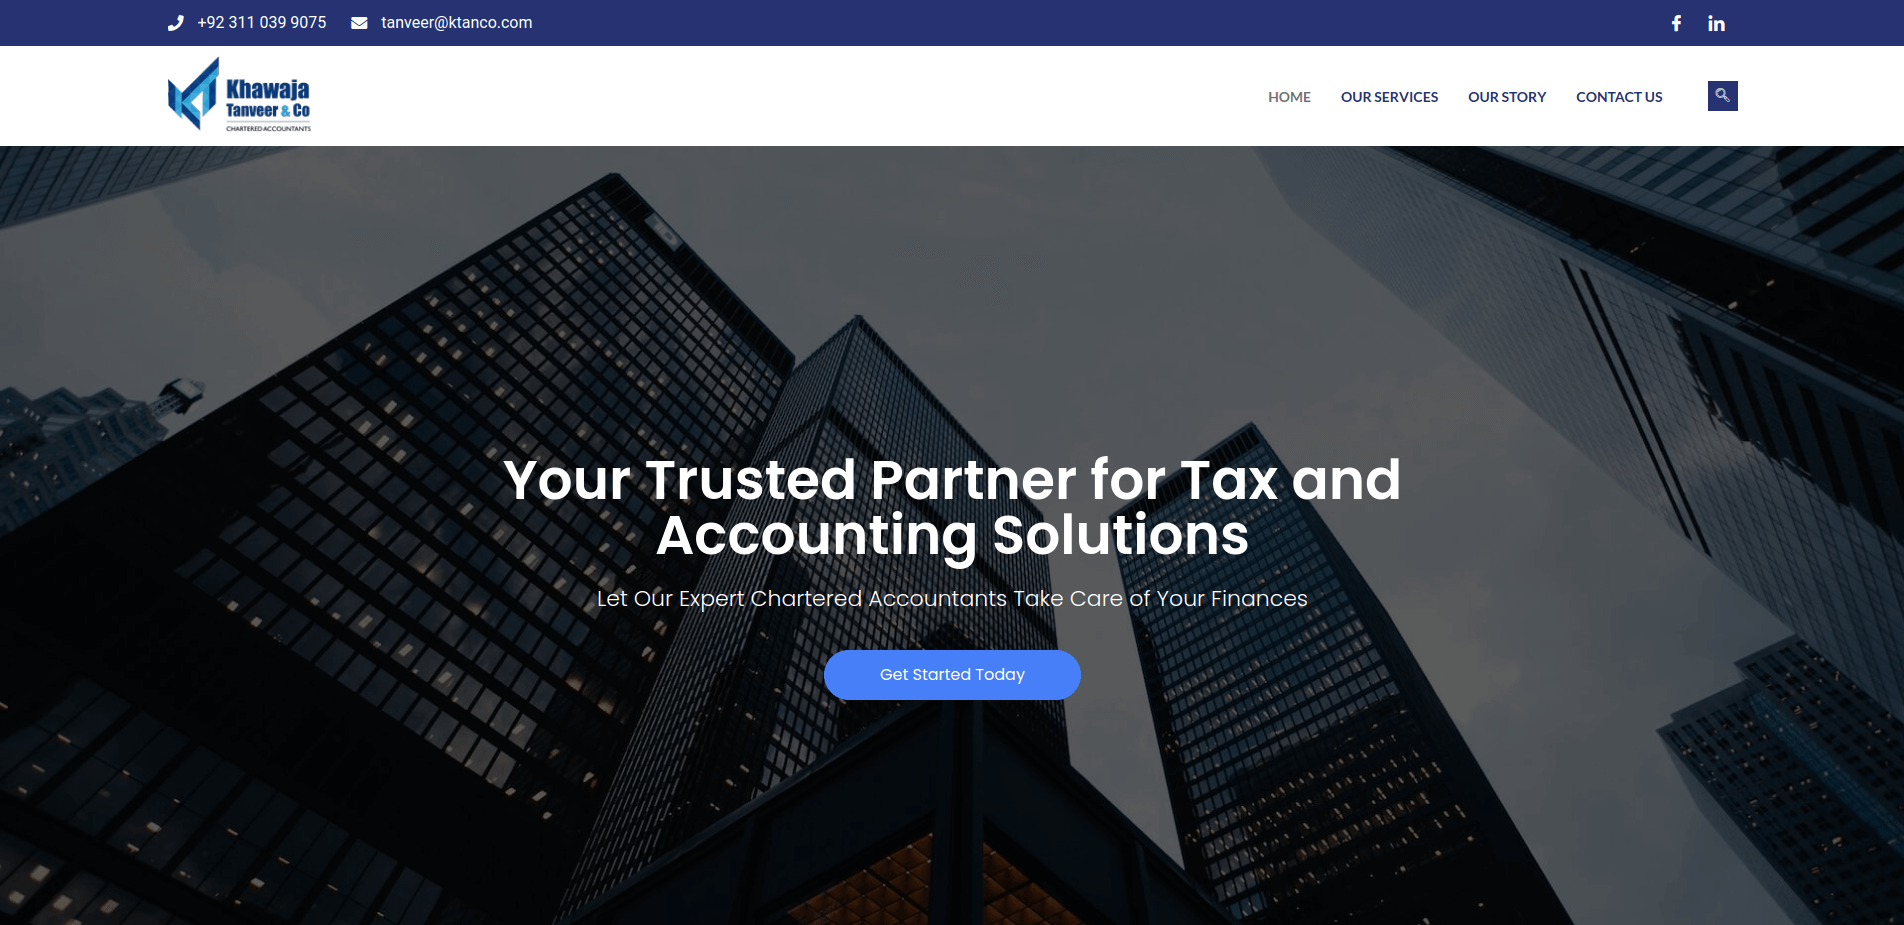 +92 311 039 9075
tanveer@ktanco.com
Khawaja
Tanveer & Co
CHARTERED ACCOUNTANTS
HOME
OUR SERVICES
OUR STORY
CONTACT US
Your Trusted Partner for Tax and
Accounting Solutions
Let Our Expert Chartered Accountants Take Care of Your Finances
Get Started Today